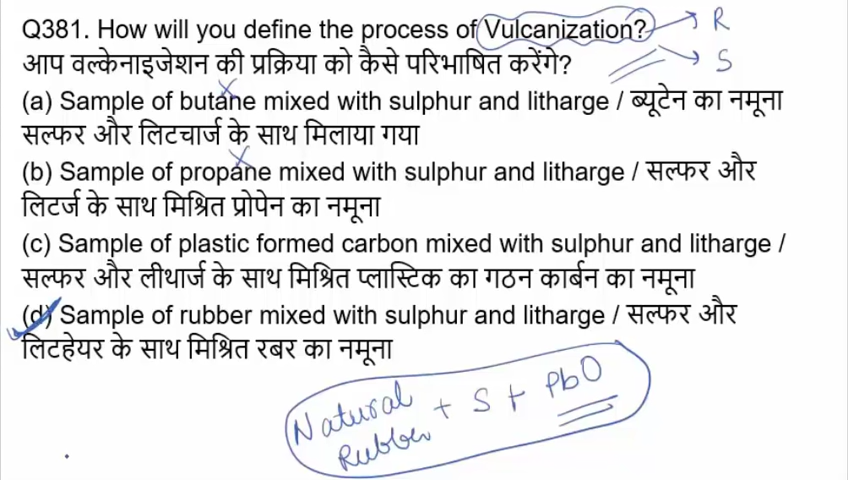 Q381. How will you define the process of Vulcanization? R
आप वल्केनाइजेशन की प्रक्रिया को कैसे परिभाषित करेंगे? S
(a) Sample of butane mixed with sulphur and litharge / ब्यूटेन का नमूना
सल्फर और लिटचार्ज के साथ मिलाया गया
(b) Sample of propane mixed with sulphur and litharge / सल्फर और
लिटर्ज के साथ मिश्रित प्रोपेन का नमूना
(c) Sample of plastic formed carbon mixed with sulphur and litharge /
सल्फर और लीथार्ज के साथ मिश्रित प्लास्टिक का गठन कार्बन का नमूना
(d) Sample of rubber mixed with sulphur and litharge / सल्फर और
लिटहेयर के साथ मिश्रित रबर का नमूना
Natural + S + PbO
Rubber